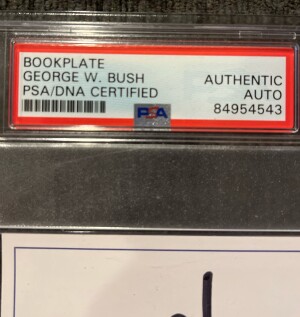 BOOKPLATE
GEORGE W. BUSH
PSA/DNA CERTIFIED
AUTHENTIC
AUTO
84954543
PSA